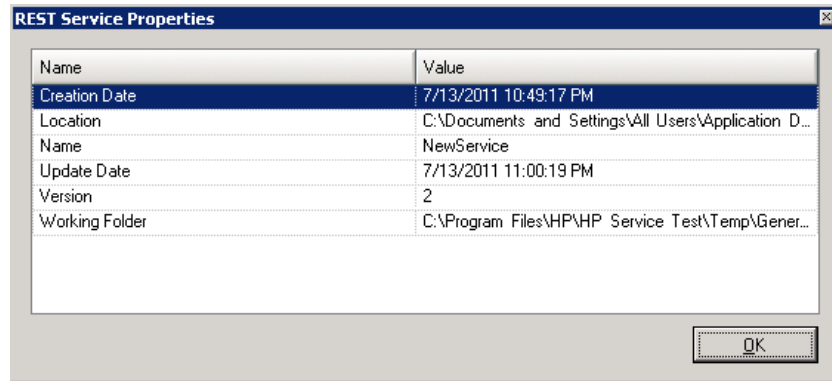 REST Service Properties
Name Value
Creation Date 7/13/2011 10:49:17 PM
Location C:\Documents and Settings\All Users\Application D...
Name NewService
Update Date 7/13/2011 11:00:19 PM
Version 2
Working Folder C:\Program Files\HP\HP Service Test\Temp\Gener...
OK